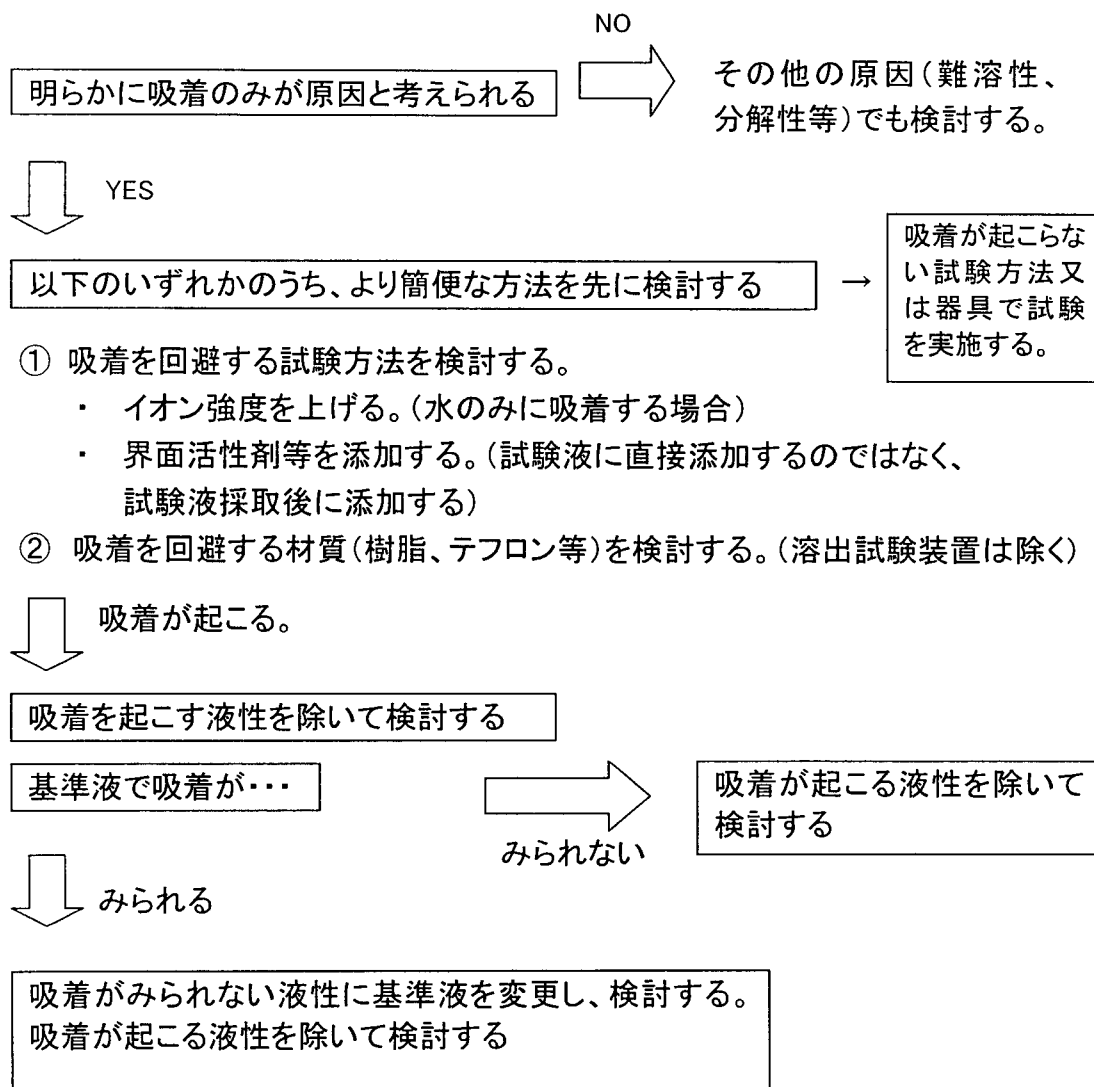 NO
明らかに吸着のみが原因と考えられる
その他の原因(難溶性、
分解性等)でも検討する。
YES
以下のいずれかのうち、より簡便な方法を先に検討する
→
吸着が起こらな
い試験方法又
は器具で試験
を実施する。
① 吸着を回避する試験方法を検討する。
・ イオン強度を上げる。(水のみに吸着する場合)
・ 界面活性剤等を添加する。(試験液に直接添加するのではなく、
試験液採取後に添加する)
② 吸着を回避する材質(樹脂、テフロン等)を検討する。(溶出試験装置は除く)
吸着が起こる。
吸着を起こす液性を除いて検討する
基準液で吸着が・・・
みられない
吸着が起こる液性を除いて
検討する
みられる
吸着がみられない液性に基準液を変更し、検討する。
吸着が起こる液性を除いて検討する